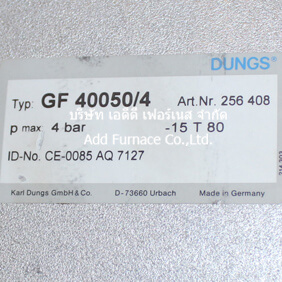 DUNGS®
Typ: GF 40050/4 Art.Nr. 256 408
บริษัท เอดีดี เฟอร์เนส จำกัด
p max: 4 bar -15 T 80
Add Furnace Co.,Ltd.
ID-No. CE-0085 AQ 7127
Karl Dungs GmbH & Co. D-73660 Urbach Made in Germany